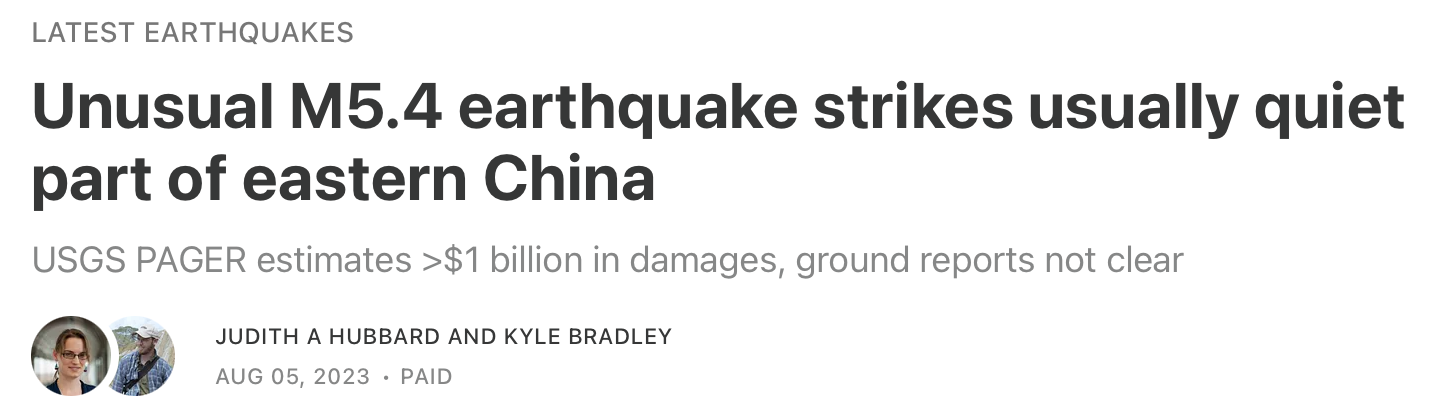 LATEST EARTHQUAKES
Unusual M5.4 earthquake strikes usually quiet
part of eastern China
USGS PAGER estimates >$1 billion in damages, ground reports not clear
JUDITH A HUBBARD AND KYLE BRADLEY
AUG 05, 2023 • PAID